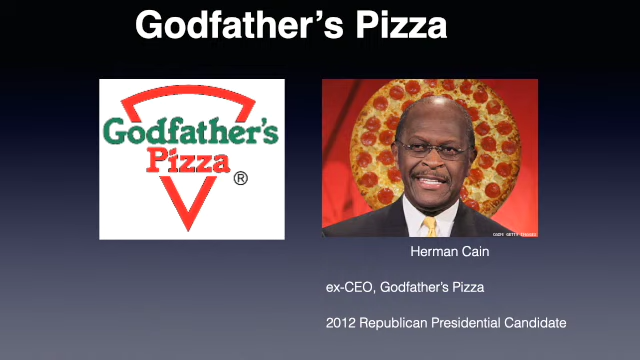 Godfather's Pizza
Godfather's
Pizza
®
Herman Cain
ex-CEO, Godfather's Pizza
2012 Republican Presidential Candidate